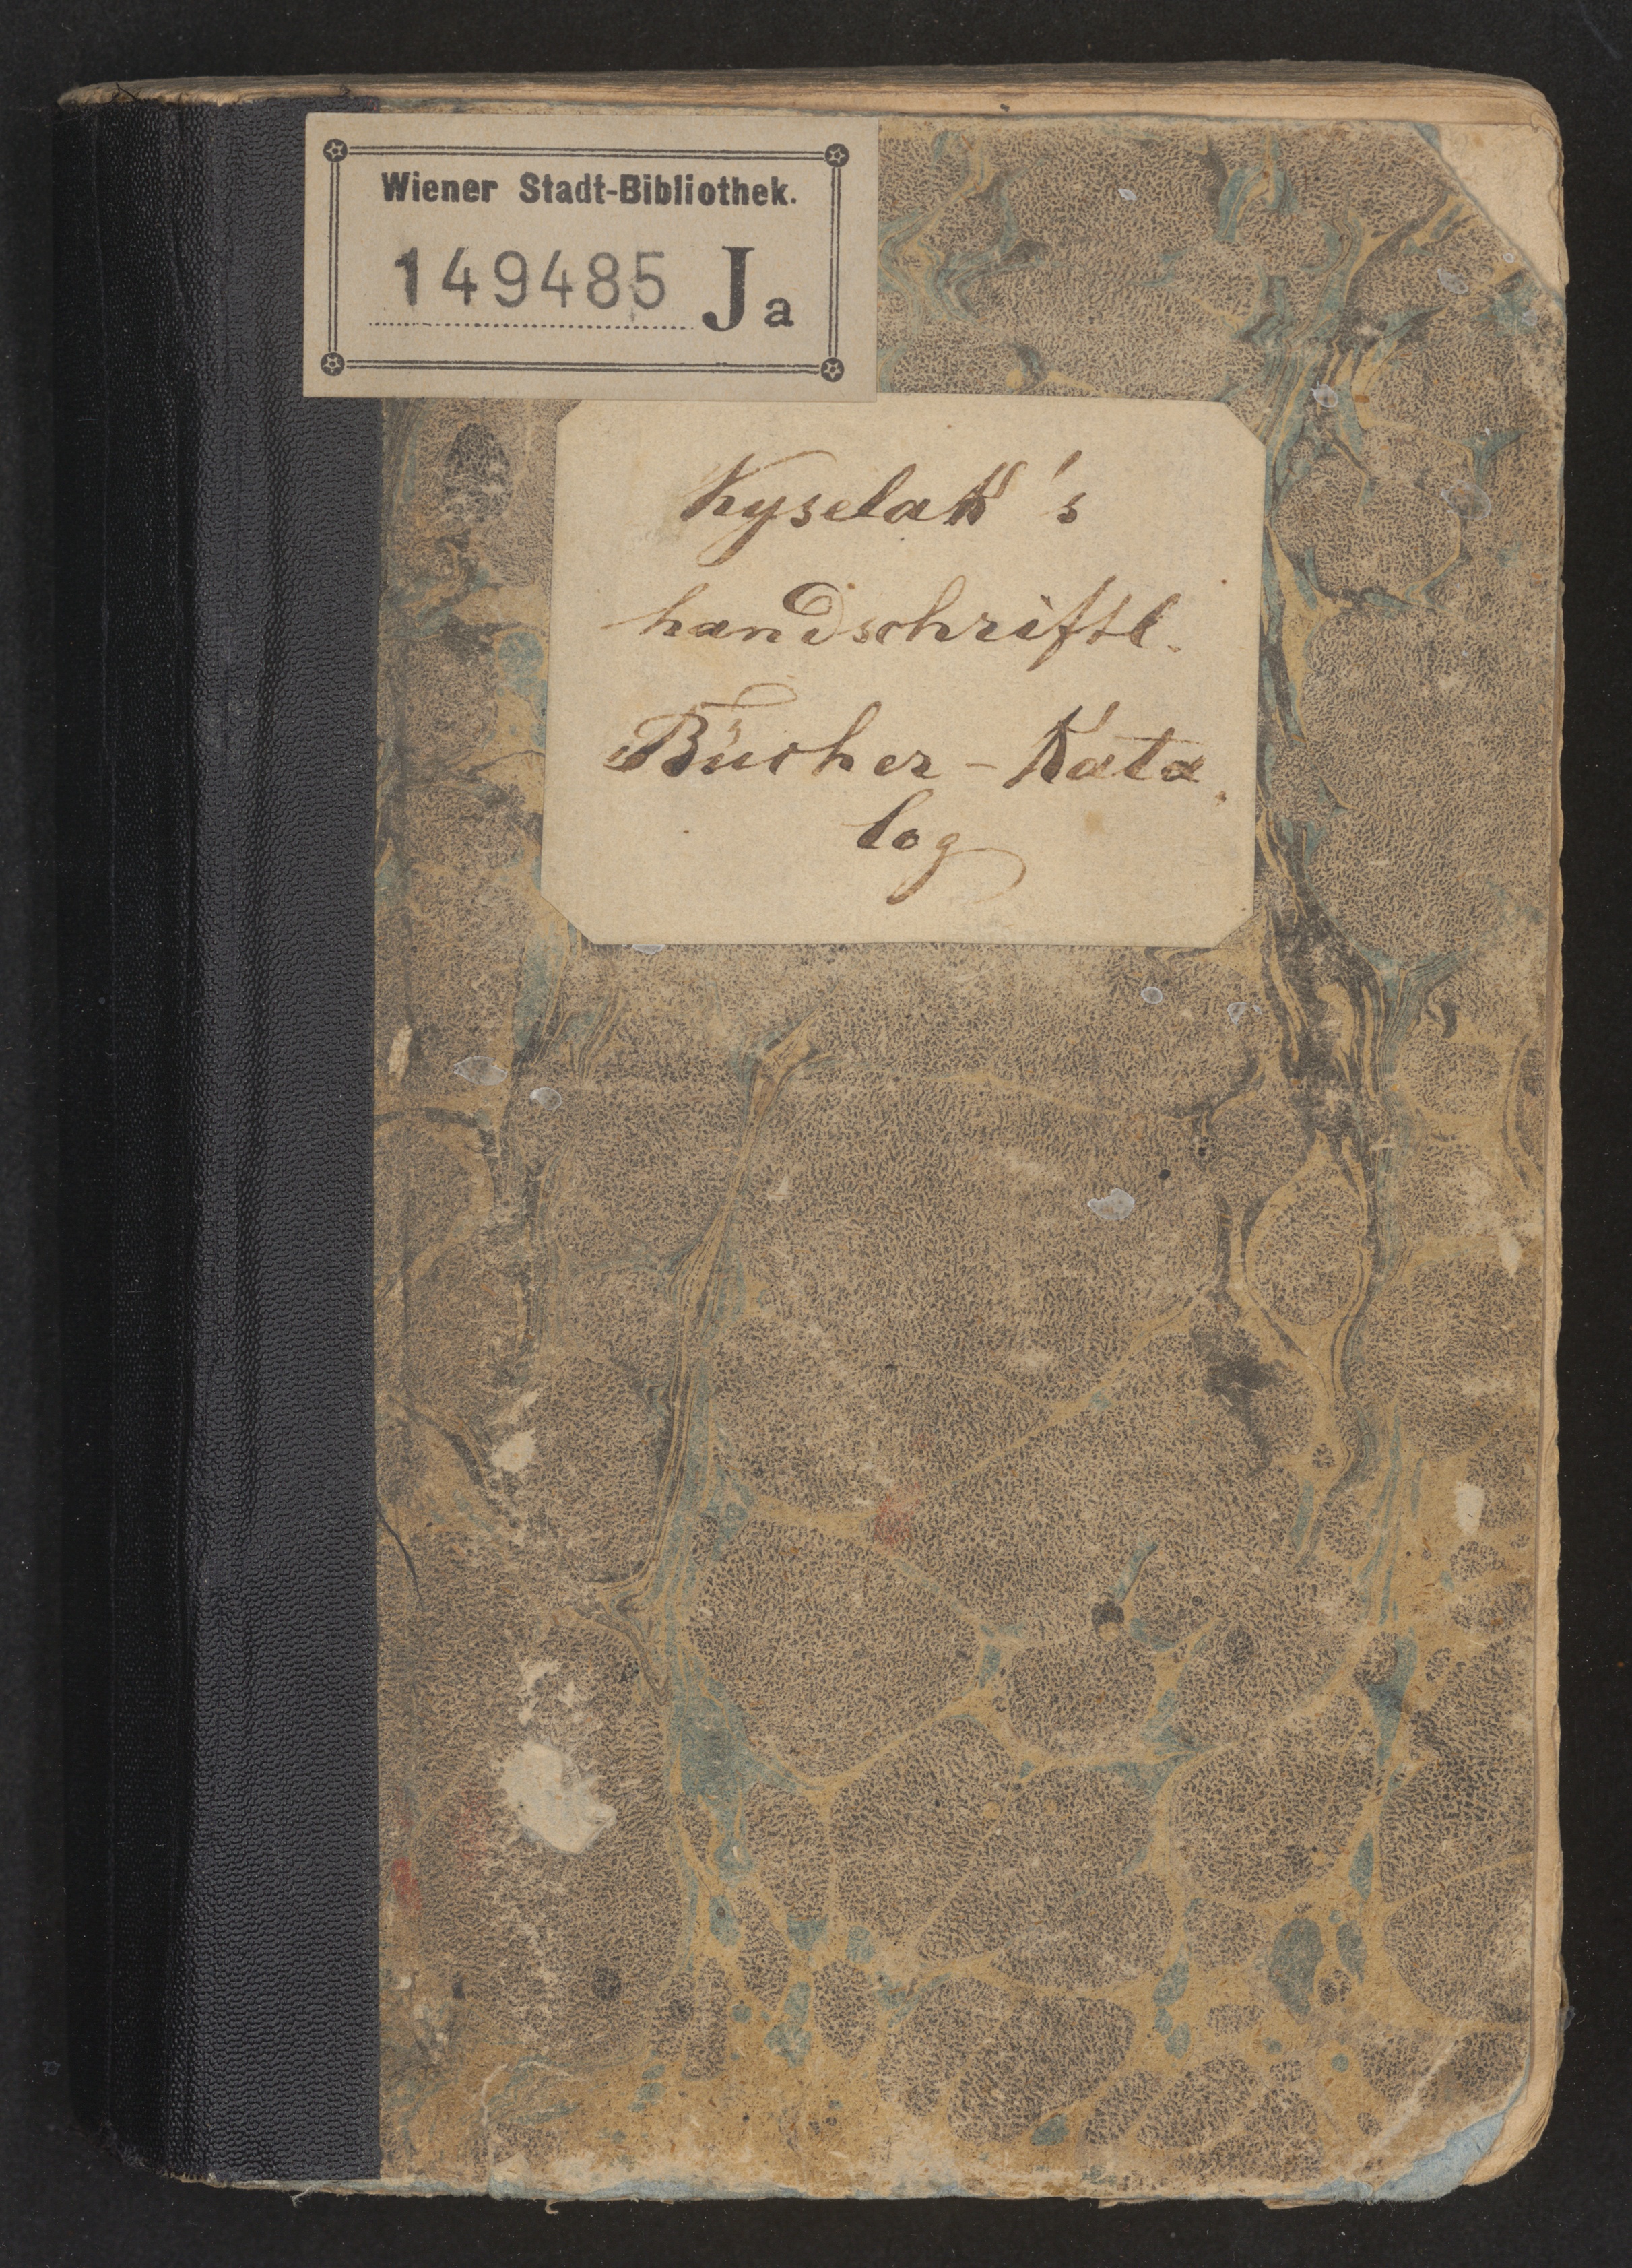 Wiener Stadt-Bibliothek.
149485 Ja
Kyselak's
handschriftl.
Bücher-Kata
log